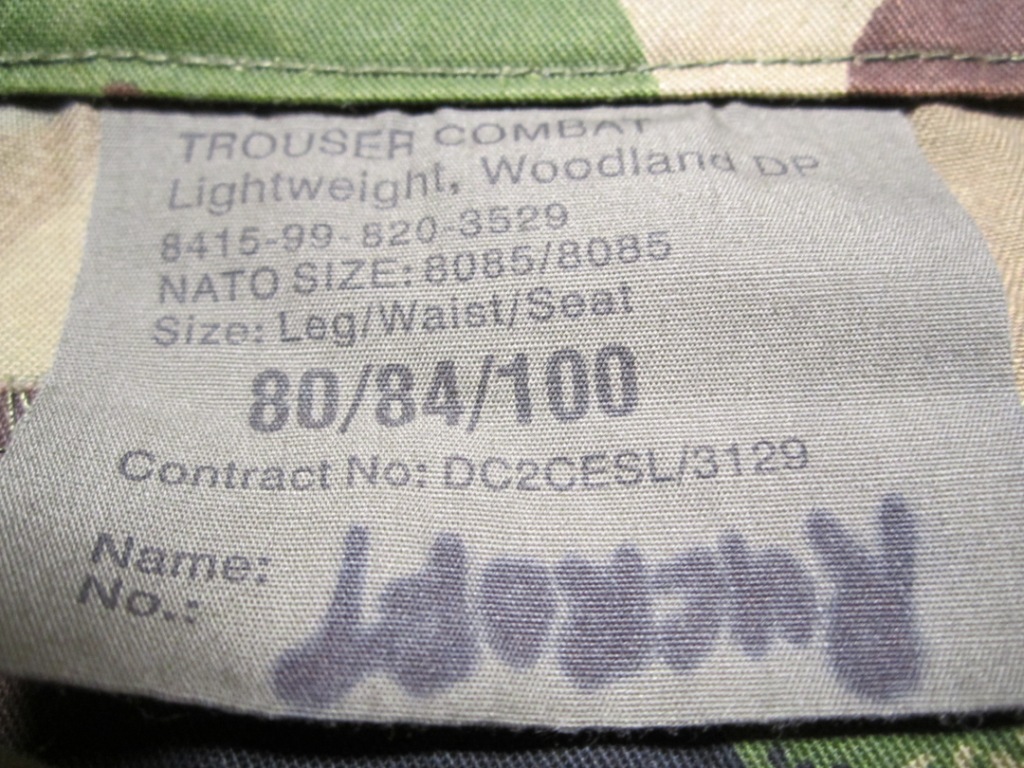 TROUSER COMBAT
Lightweight, Woodland DP
8415-99-820-3529
NATO SIZE: 8085/8085
Size: Leg/Waist/Seat
80/84/100
Contract No: DC2CESL/3129
Name:
No.: